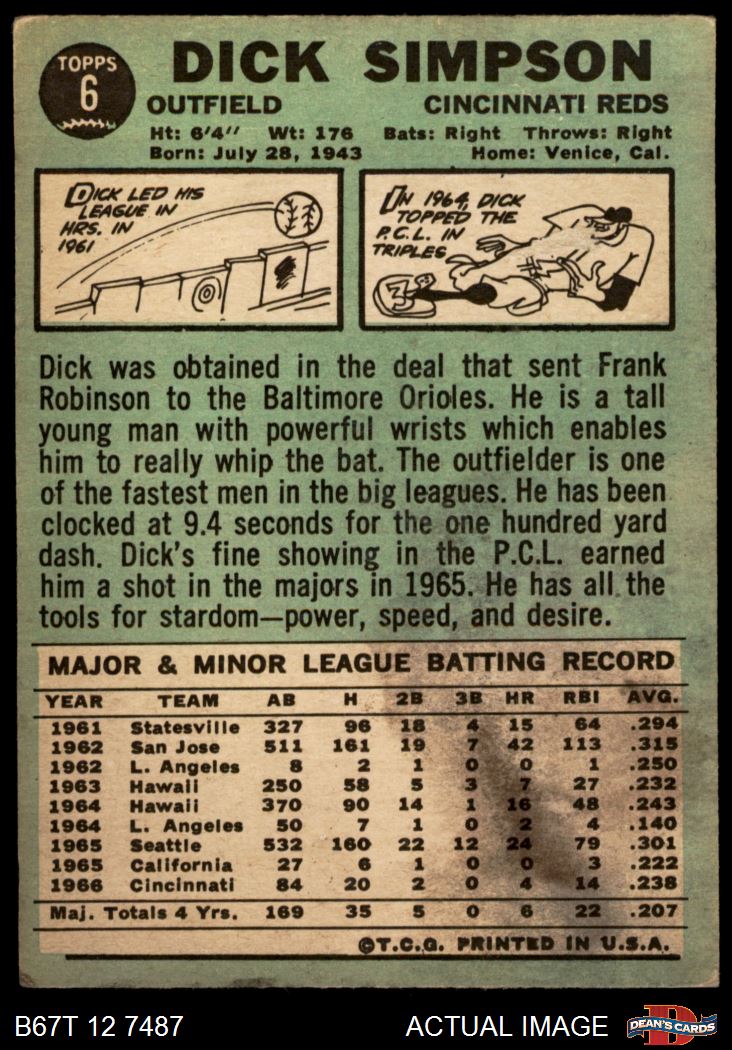 TOPPS
6
DICK SIMPSON
OUTFIELD CINCINNATI REDS
Ht: 6'4" Wt: 176 Bats: Right Throws: Right
Born: July 28, 1943 Home: Venice, Cal.
DICK LED HIS
LEAGUE IN
HRS. IN
1961
IN 1964, DICK
TOPPED THE
P.C.L. IN
TRIPLES
3
Dick was obtained in the deal that sent Frank
Robinson to the Baltimore Orioles. He is a tall
young man with powerful wrists which enables
him to really whip the bat. The outfielder is one
of the fastest men in the big leagues. He has been
clocked at 9.4 seconds for the one hundred yard
dash. Dick's fine showing in the P.C.L. earned
him a shot in the majors in 1965. He has all the
tools for stardom—power, speed, and desire.
MAJOR & MINOR LEAGUE BATTING RECORD
YEAR TEAM AB H 2B 3B HR RBI AVG.
1961 Statesville 327 96 18 4 15 64 .294
1962 San Jose 511 161 19 7 42 113 .315
1962 L. Angeles 8 2 1 0 0 1 .250
1963 Hawaii 250 58 5 3 7 27 .232
1964 Hawaii 370 90 14 1 16 48 .243
1964 L. Angeles 50 7 1 0 2 4 .140
1965 Seattle 532 160 22 12 24 79 .301
1965 California 27 6 1 0 0 3 .222
1966 Cincinnati 84 20 2 0 4 14 .238
Maj. Totals 4 Yrs. 169 35 5 0 6 22 .207
©T.C.G. PRINTED IN U.S.A.
B67T 12 7487 ACTUAL IMAGE DEAN'S CARDS